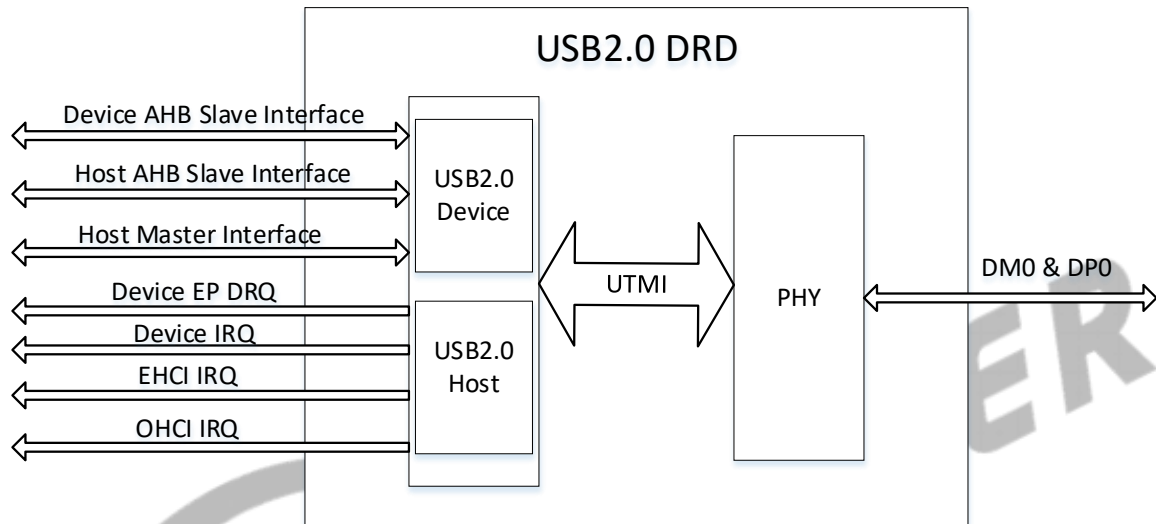 USB2.0 DRD
Device AHB Slave Interface
Host AHB Slave Interface
Host Master Interface
Device EP DRQ
Device IRQ
EHCI IRQ
OHCI IRQ
USB2.0
Device
USB2.0
Host
UTMI
PHY
DM0 & DP0
ER